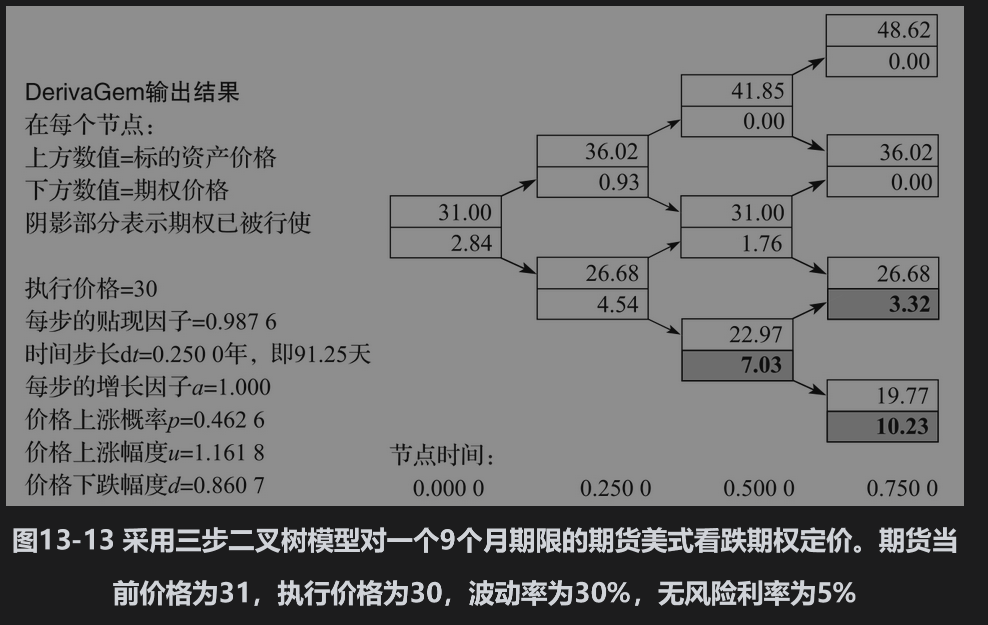 DerivaGem输出结果
在每个节点：
上方数值=标的资产价格
下方数值=期权价格
阴影部分表示期权已被行使
执行价格=30
每步的贴现因子=0.987 6
时间步长dt=0.250 0年，即91.25天
每步的增长因子a=1.000
价格上涨概率p=0.462 6
价格上涨幅度u=1.161 8
价格下跌幅度d=0.860 7
31.00
2.84
36.02
0.93
26.68
4.54
41.85
0.00
31.00
1.76
22.97
7.03
48.62
0.00
36.02
0.00
26.68
3.32
19.77
10.23
节点时间：
0.000 0 0.250 0 0.500 0 0.750 0
图13-13 采用三步二叉树模型对一个9个月期限的期货美式看跌期权定价。期货当
前价格为31，执行价格为30，波动率为30%，无风险利率为5%